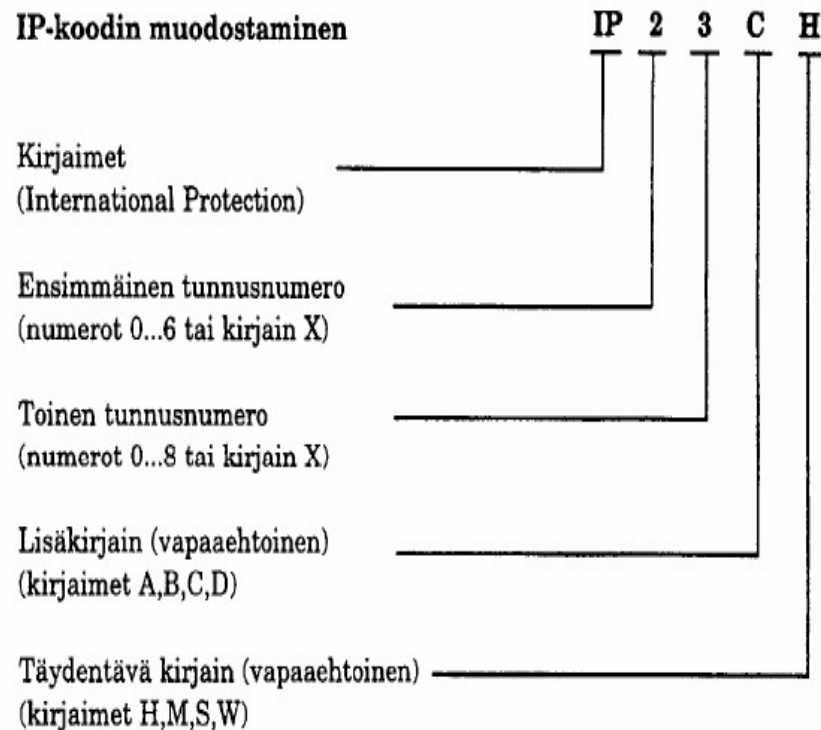 IP-koodin muodostaminen IP 2 3 C H
Kirjaimet
(International Protection)
Ensimmäinen tunnusnumero
(numerot 0...6 tai kirjain X)
Toinen tunnusnumero
(numerot 0...8 tai kirjain X)
Lisäkirjain (vapaaehtoinen)
(kirjaimet A,B,C,D)
Täydentävä kirjain (vapaaehtoinen)
(kirjaimet H,M,S,W)